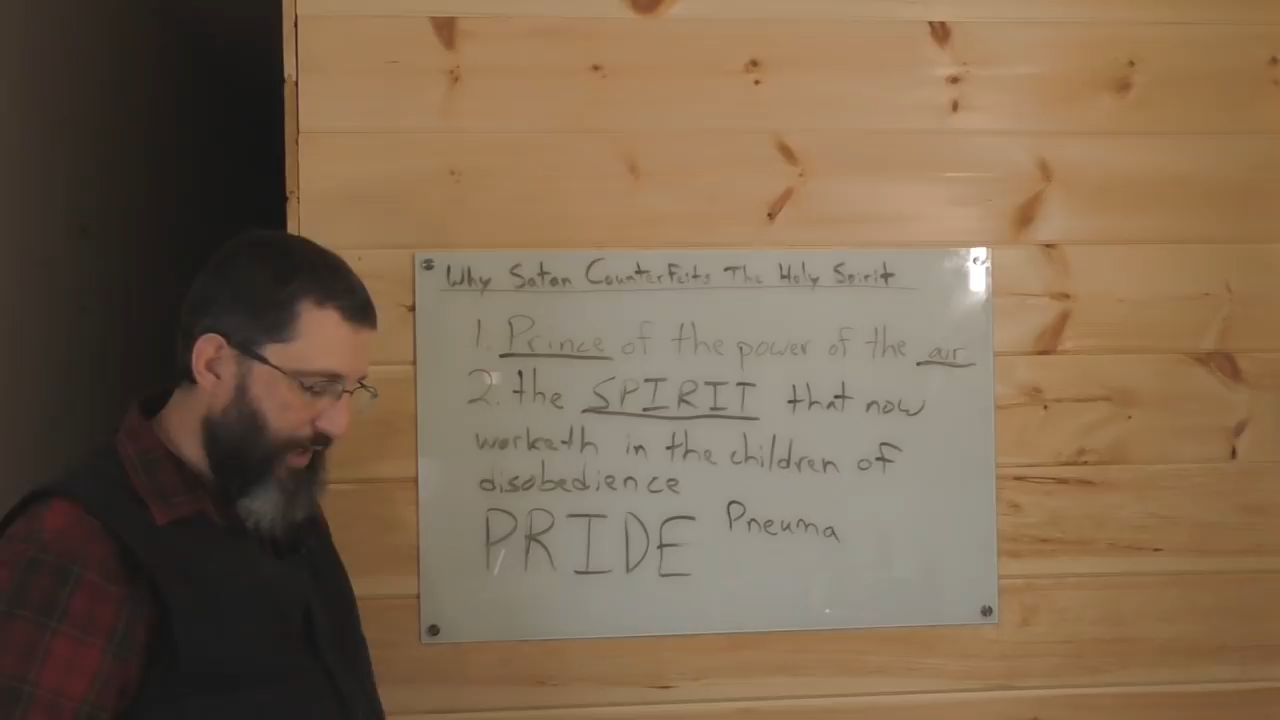 Why Satan Counterfeits The Holy Spirit
1. Prince of the power of the air
2. the SPIRIT that now
worketh in the children of
disobedience
PRIDE Pneuma